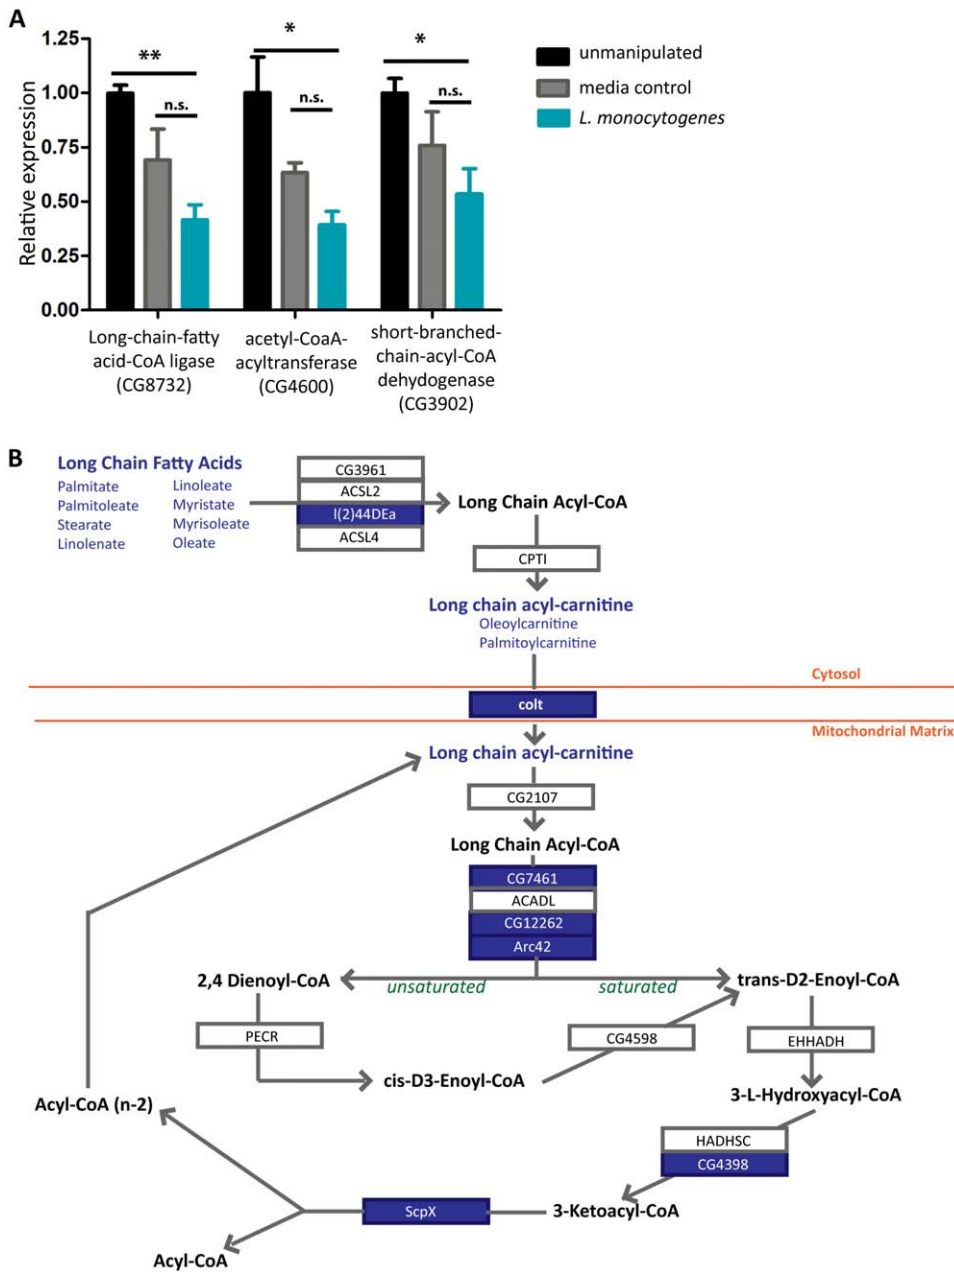 A
1.25
1.00
0.75
0.50
0.25
0.00
Relative expression
**
n.s.
*
n.s.
*
n.s.
unmanipulated
media control
L. monocytogenes
Long-chain-fatty
acid-CoA ligase
(CG8732)
acetyl-CoaA-
acyltransferase
(CG4600)
short-branched-
chain-acyl-CoA
dehydogenase
(CG3902)
B
Long Chain Fatty Acids
Palmitate
Palmitoleate
Stearate
Linolenate
Linoleate
Myristate
Myrisoleate
Oleate
CG3961
ACSL2
l(2)44DEa
ACSL4
Long Chain Acyl-CoA
CPTI
Long chain acyl-carnitine
Oleoylcarnitine
Palmitoylcarnitine
Cytosol
colt
Mitochondrial Matrix
Long chain acyl-carnitine
CG2107
Long Chain Acyl-CoA
CG7461
ACADL
CG12262
Arc42
2,4 Dienoyl-CoA
unsaturated
saturated
trans-D2-Enoyl-CoA
PECR
CG4598
EHHADH
cis-D3-Enoyl-CoA
Acyl-CoA (n-2)
3-L-Hydroxyacyl-CoA
HADHSC
CG4398
ScpX
3-Ketoacyl-CoA
Acyl-CoA